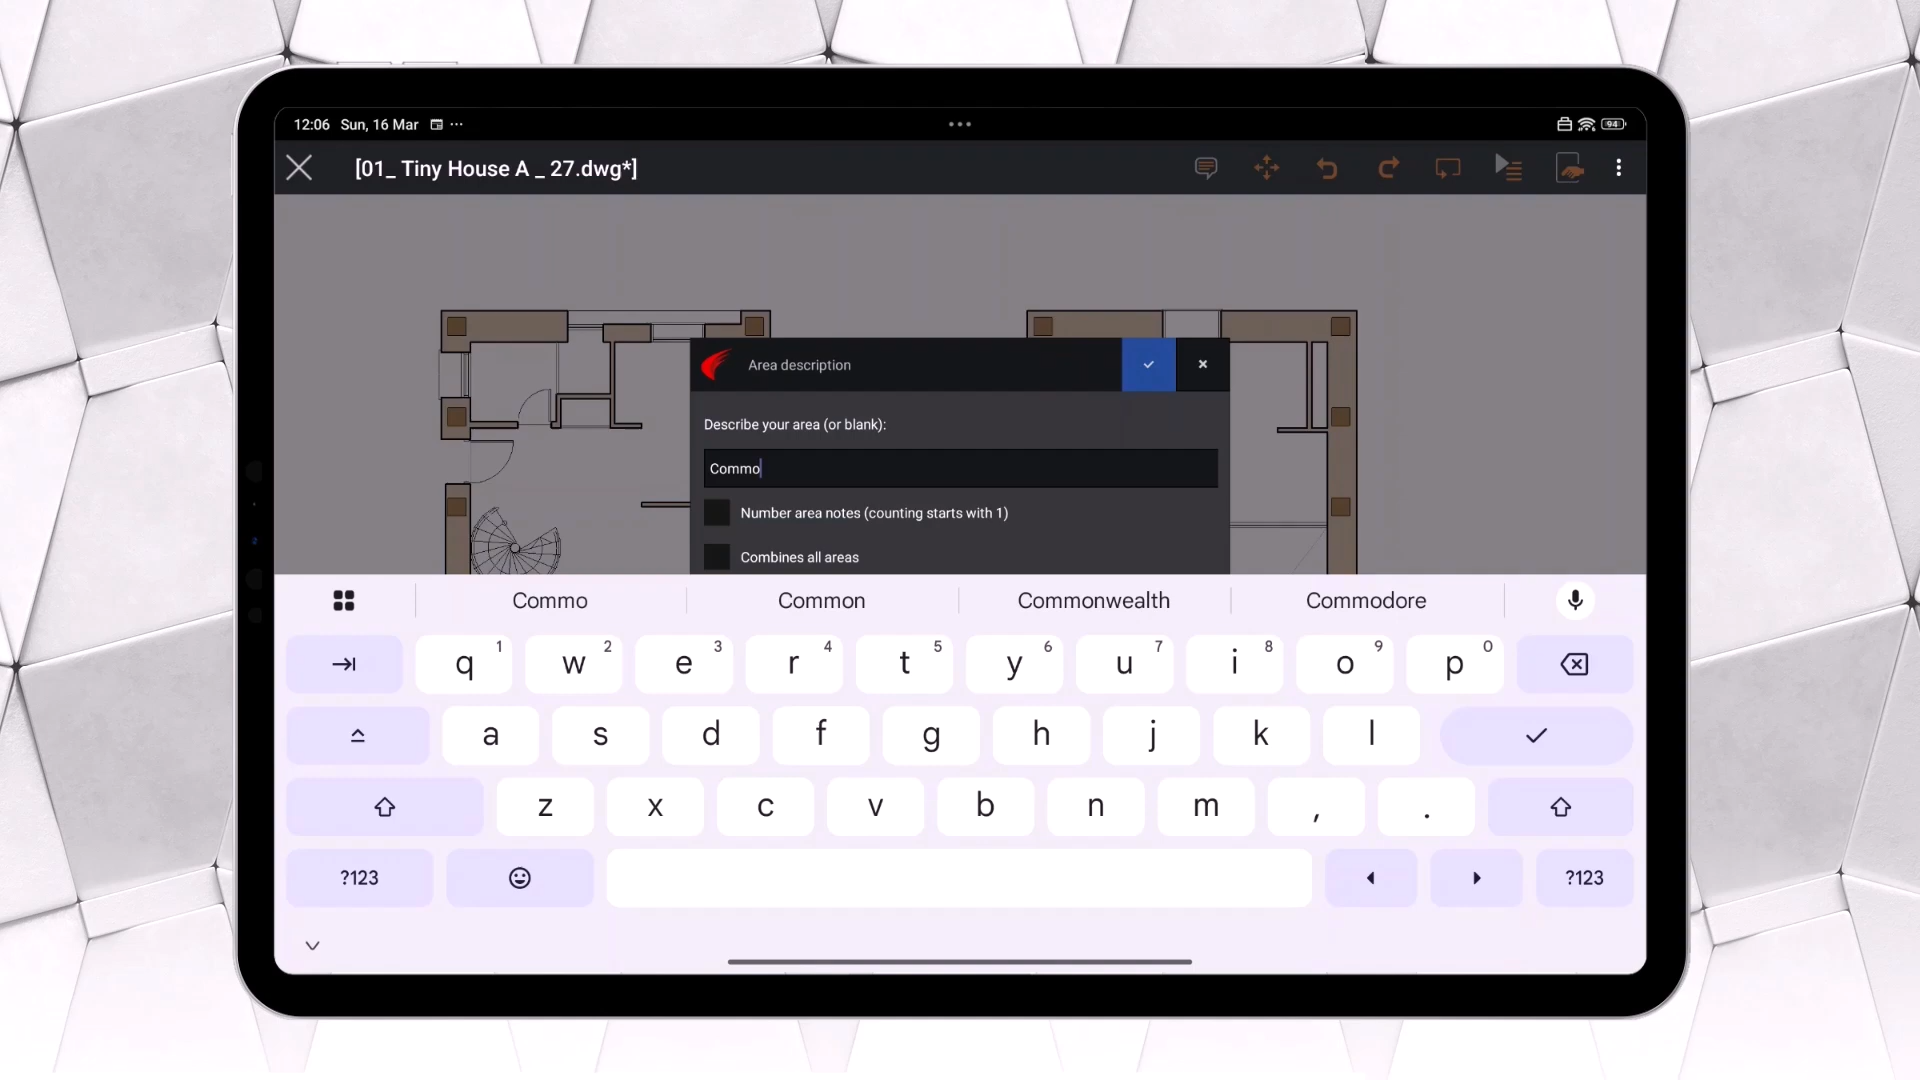 12:06 Sun, 16 Mar ... 94
[01_ Tiny House A _ 27.dwg*]
Area description
Describe your area (or blank):
Commo
Number area notes (counting starts with 1)
Combines all areas
Commo Common Commonwealth Commodore
q 1 w 2 e 3 r 4 t 5 y 6 u 7 i 8 o 9 p 0
a s d f g h j k l
z x c v b n m , .
?123 ?123